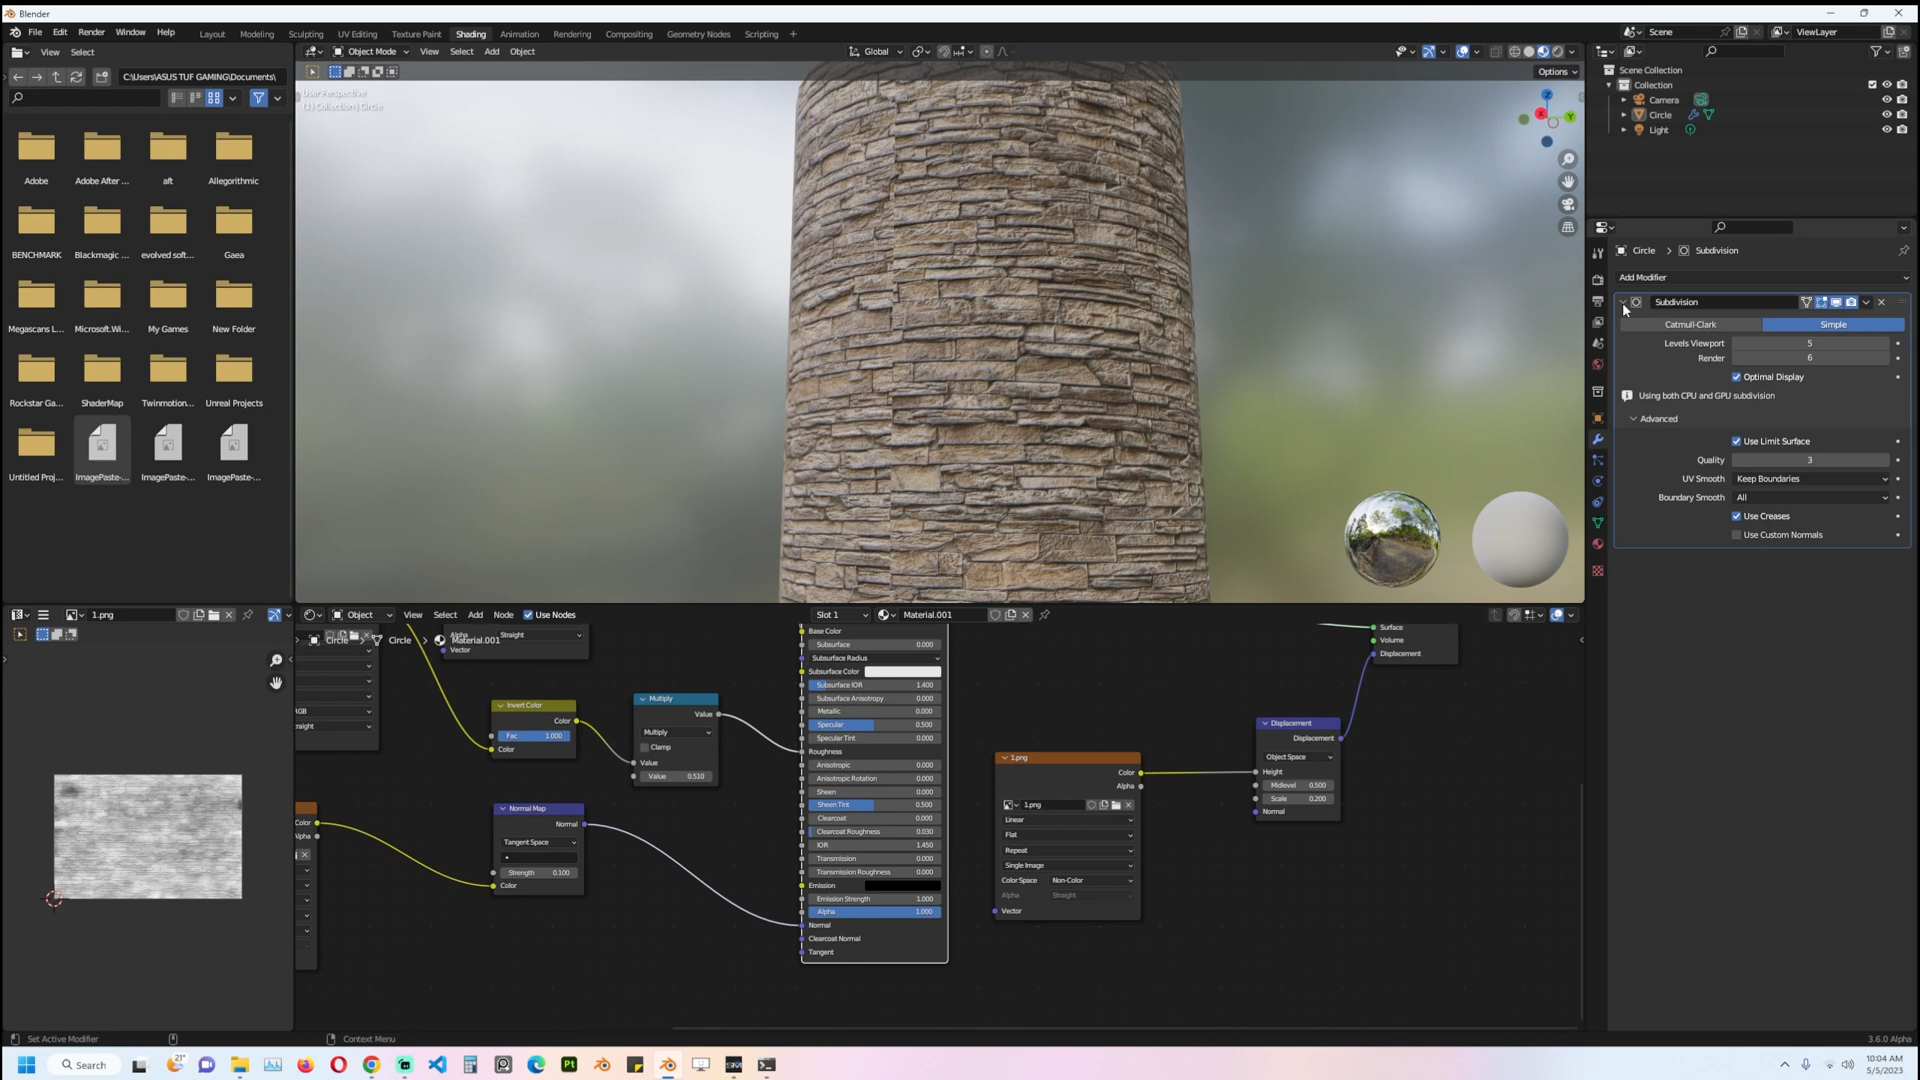 Blender
File Edit Render Window Help
Layout Modeling Sculpting UV Editing Texture Paint Shading Animation Rendering Compositing Geometry Nodes Scripting +
Scene
ViewLayer
View Select
Object Mode View Select Add Object
Global
Options
C:\Users\ASUS TUF GAMING\Documents\
User Perspective
(1) Collection | Circle
Z
X
Y
Adobe
Adobe After ...
aft
Allegorithmic
BENCHMARK
Blackmagic ...
evolved soft...
Gaea
Megascans L...
Microsoft.Wi...
My Games
New Folder
Rockstar Ga...
ShaderMap
Twinmotion...
Unreal Projects
Untitled Proj...
ImagePaste-...
ImagePaste-...
ImagePaste-...
Scene Collection
Collection
Camera
Circle
Light
Circle > Subdivision
Add Modifier
Subdivision
Catmull-Clark Simple
Levels Viewport 5
Render 6
Optimal Display
Using both CPU and GPU subdivision
Advanced
Use Limit Surface
Quality 3
UV Smooth Keep Boundaries
Boundary Smooth All
Use Creases
Use Custom Normals
1.png
Object View Select Add Node Use Nodes
Slot 1
Material.001
Circle > Circle > Material.001
Alpha Straight
Vector
Invert Color
Color
Fac 1.000
Color
Multiply
Value
Multiply
Clamp
Value
Value 0.510
Normal Map
Normal
Tangent Space
Strength 0.100
Color
Color
Base Color
Subsurface 0.000
Subsurface Radius
Subsurface Color
Subsurface IOR 1.400
Subsurface Anisotropy 0.000
Metallic 0.000
Specular 0.500
Specular Tint 0.000
Roughness
Anisotropic 0.000
Anisotropic Rotation 0.000
Sheen 0.000
Sheen Tint 0.500
Clearcoat 0.000
Clearcoat Roughness 0.030
IOR 1.450
Transmission 0.000
Transmission Roughness 0.000
Emission
Emission Strength 1.000
Alpha 1.000
Normal
Clearcoat Normal
Tangent
1.png
Color
Alpha
1.png
Linear
Flat
Repeat
Single Image
Color Space Non-Color
Alpha Straight
Vector
Displacement
Displacement
Object Space
Height
Midlevel 0.500
Scale 0.200
Normal
Surface
Volume
Displacement
Set Active Modifier
Context Menu
3.6.0 Alpha
Search
21°
Pt
10:04 AM
5/5/2023